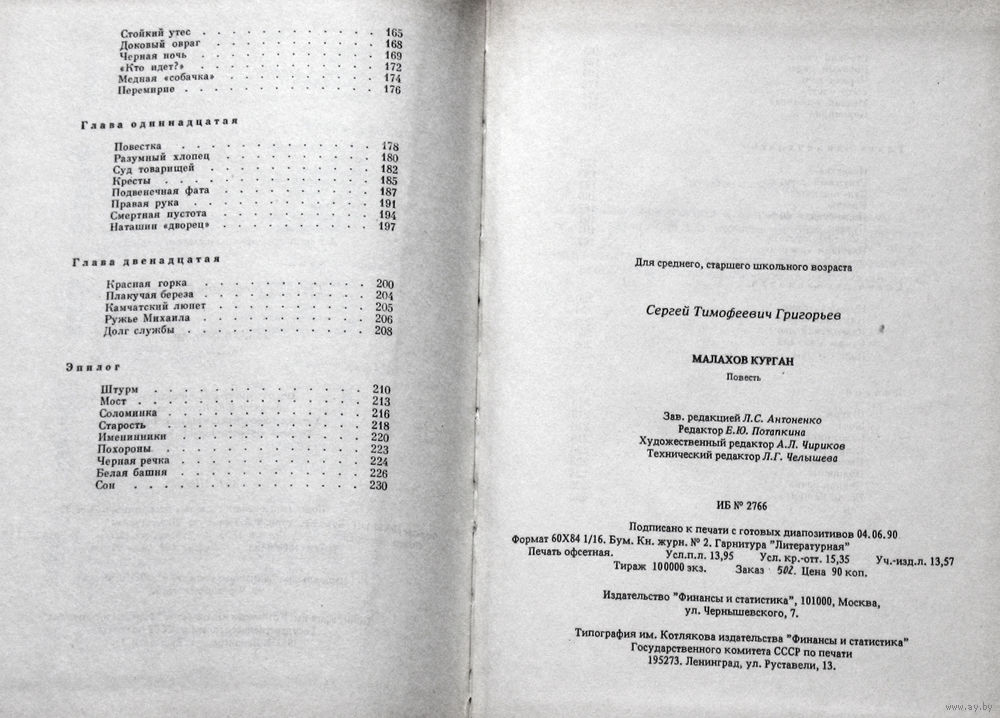 Стойкий утес . . . . . . . . . . . . 165
Доковый овраг . . . . . . . . . . . 168
Черная ночь . . . . . . . . . . . . 169
«Кто идет?» . . . . . . . . . . . . 172
Медная «собачка» . . . . . . . . . . 174
Перемирие . . . . . . . . . . . . . 176
Глава одиннадцатая
Повестка . . . . . . . . . . . . . 178
Разумный хлопец . . . . . . . . . . 180
Суд товарищей . . . . . . . . . . . 182
Кресты . . . . . . . . . . . . . . 185
Подвенечная фата . . . . . . . . . . 187
Правая рука . . . . . . . . . . . . 191
Смертная пустота . . . . . . . . . . 194
Наташин «дворец» . . . . . . . . . . 197
Глава двенадцатая
Красная горка . . . . . . . . . . . 200
Плакучая береза . . . . . . . . . . 204
Камчатский люнет . . . . . . . . . . 205
Ружье Михаила . . . . . . . . . . . 206
Долг службы . . . . . . . . . . . . 208
Эпилог
Штурм . . . . . . . . . . . . . . 210
Мост . . . . . . . . . . . . . . . 213
Соломинка . . . . . . . . . . . . . 216
Старость . . . . . . . . . . . . . 218
Именинники . . . . . . . . . . . . 220
Похороны . . . . . . . . . . . . . 223
Черная речка . . . . . . . . . . . . 224
Белая башня . . . . . . . . . . . . 226
Сон . . . . . . . . . . . . . . . 230
Для среднего, старшего школьного возраста
Сергей Тимофеевич Григорьев
МАЛАХОВ КУРГАН
Повесть
Зав. редакцией Л.С. Антоненко
Редактор Е.Ю. Потапкина
Художественный редактор А.Л. Чириков
Технический редактор Л.Г. Челышева
ИБ № 2766
Подписано к печати с готовых диапозитивов 04.06.90
Формат 60X84 1/16. Бум. Кн. журн. № 2. Гарнитура "Литературная"
Печать офсетная. Усл.п.л. 13,95 Усл. кр.-отт. 15,35 Уч.-изд.л. 13,57
Тираж 100000 экз. Заказ 502. Цена 90 коп.
Издательство "Финансы и статистика", 101000, Москва,
ул. Чернышевского, 7.
Типография им. Котлякова издательства "Финансы и статистика"
Государственного комитета СССР по печати
195273. Ленинград, ул. Руставели, 13.
www.ay.by